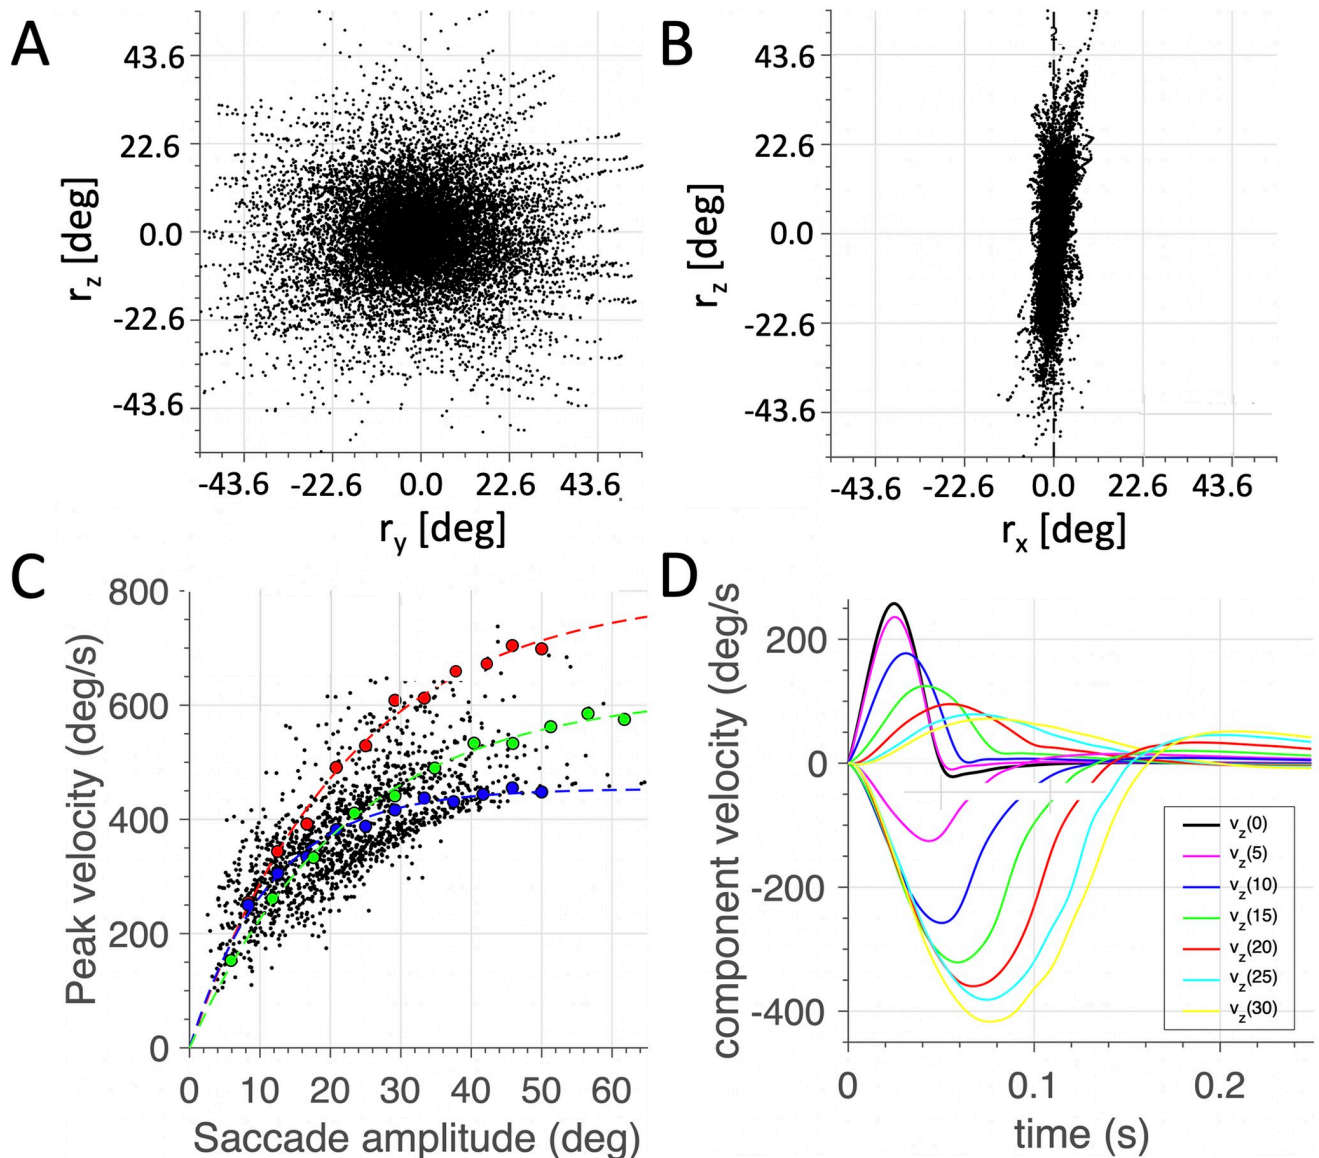 A
43.6
22.6
0.0
-22.6
-43.6
r_z [deg]
-43.6 -22.6 0.0 22.6 43.6
r_y [deg]
B
43.6
22.6
0.0
-22.6
-43.6
r_z [deg]
-43.6 -22.6 0.0 22.6 43.6
r_x [deg]
C
800
600
400
200
0
Peak velocity (deg/s)
0 10 20 30 40 50 60
Saccade amplitude (deg)
D
200
0
-200
-400
component velocity (deg/s
v_z(0)
v_z(5)
v_z(10)
v_z(15)
v_z(20)
v_z(25)
v_z(30)
0 0.1 0.2
time (s)